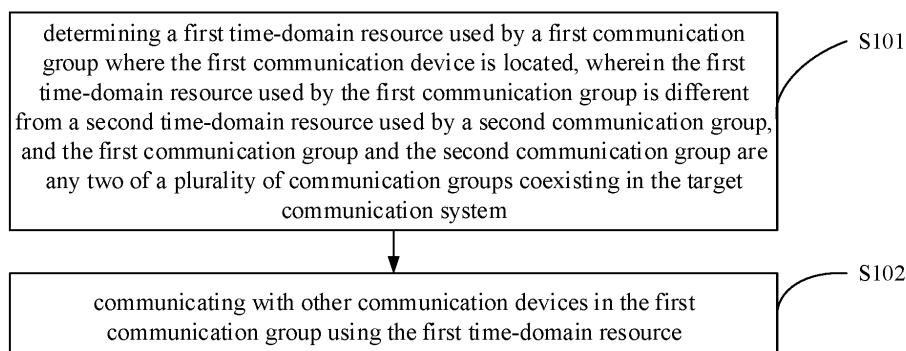 determining a first time-domain resource used by a first communication
group where the first communication device is located, wherein the first
time-domain resource used by the first communication group is different
from a second time-domain resource used by a second communication group,
and the first communication group and the second communication group are
any two of a plurality of communication groups coexisting in the target
communication system
S101
communicating with other communication devices in the first
communication group using the first time-domain resource
S102